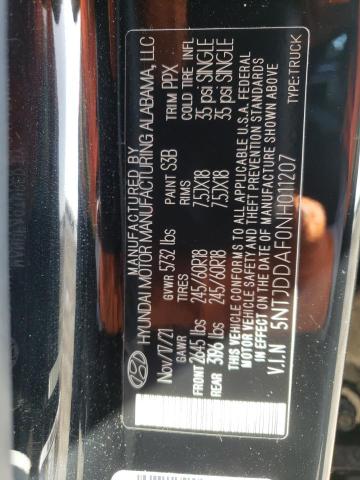 MANUFACTURED BY
HYUNDAI MOTOR MANUFACTURING ALABAMA, LLC
Nov/17/21 GVWR 5732 lbs PAINT S3B TRIM PPX
GAWR TIRES RIMS COLD TIRE INFL
FRONT 2645 lbs 245/60R18 7.5JX18 35 psi SINGLE
REAR 3196 lbs 245/60R18 7.5JX18 35 psi SINGLE
THIS VEHICLE CONFORMS TO ALL APPLICABLE U.S.A. FEDERAL
MOTOR VEHICLE SAFETY AND THEFT PREVENTION STANDARDS
IN EFFECT ON THE DATE OF MANUFACTURE SHOWN ABOVE
V.I.N 5NTJDDAF0NH011207 TYPE:TRUCK